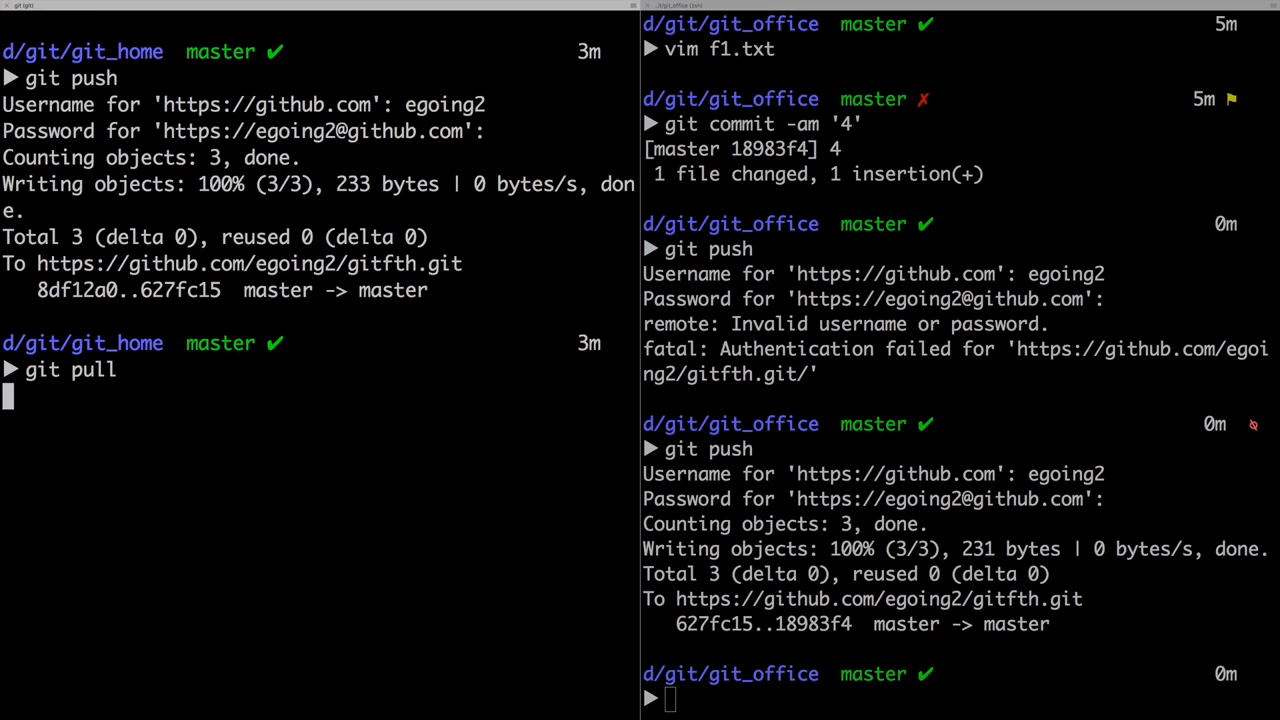 git (git)
d/git/git_home master ✔ 3m
▶ git push
Username for 'https://github.com': egoing2
Password for 'https://egoing2@github.com':
Counting objects: 3, done.
Writing objects: 100% (3/3), 233 bytes | 0 bytes/s, don
e.
Total 3 (delta 0), reused 0 (delta 0)
To https://github.com/egoing2/gitfth.git
8df12a0..627fc15 master -> master
d/git/git_home master ✔ 3m
▶ git pull
../git_office (zsh)
d/git/git_office master ✔ 5m
▶ vim f1.txt
d/git/git_office master ✗ 5m ⚑
▶ git commit -am '4'
[master 18983f4] 4
1 file changed, 1 insertion(+)
d/git/git_office master ✔ 0m
▶ git push
Username for 'https://github.com': egoing2
Password for 'https://egoing2@github.com':
remote: Invalid username or password.
fatal: Authentication failed for 'https://github.com/egoi
ng2/gitfth.git/'
d/git/git_office master ✔ 0m
▶ git push
Username for 'https://github.com': egoing2
Password for 'https://egoing2@github.com':
Counting objects: 3, done.
Writing objects: 100% (3/3), 231 bytes | 0 bytes/s, done.
Total 3 (delta 0), reused 0 (delta 0)
To https://github.com/egoing2/gitfth.git
627fc15..18983f4 master -> master
d/git/git_office master ✔ 0m
▶